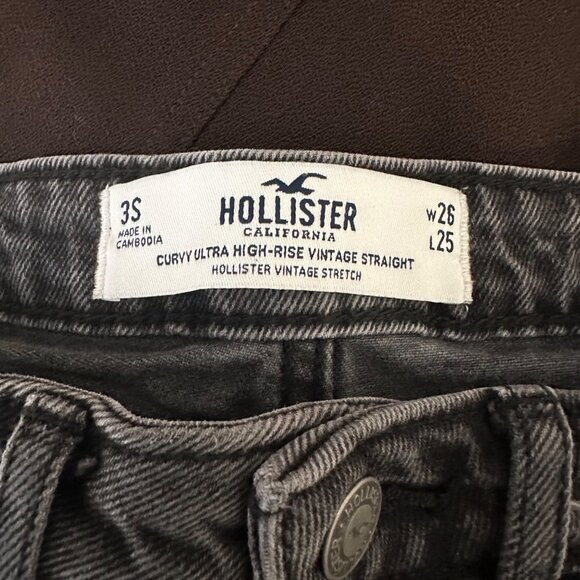 3S
MADE IN
CAMBODIA
HOLLISTER
CALIFORNIA
CURVY ULTRA HIGH-RISE VINTAGE STRAIGHT
HOLLISTER VINTAGE STRETCH
W26
L25